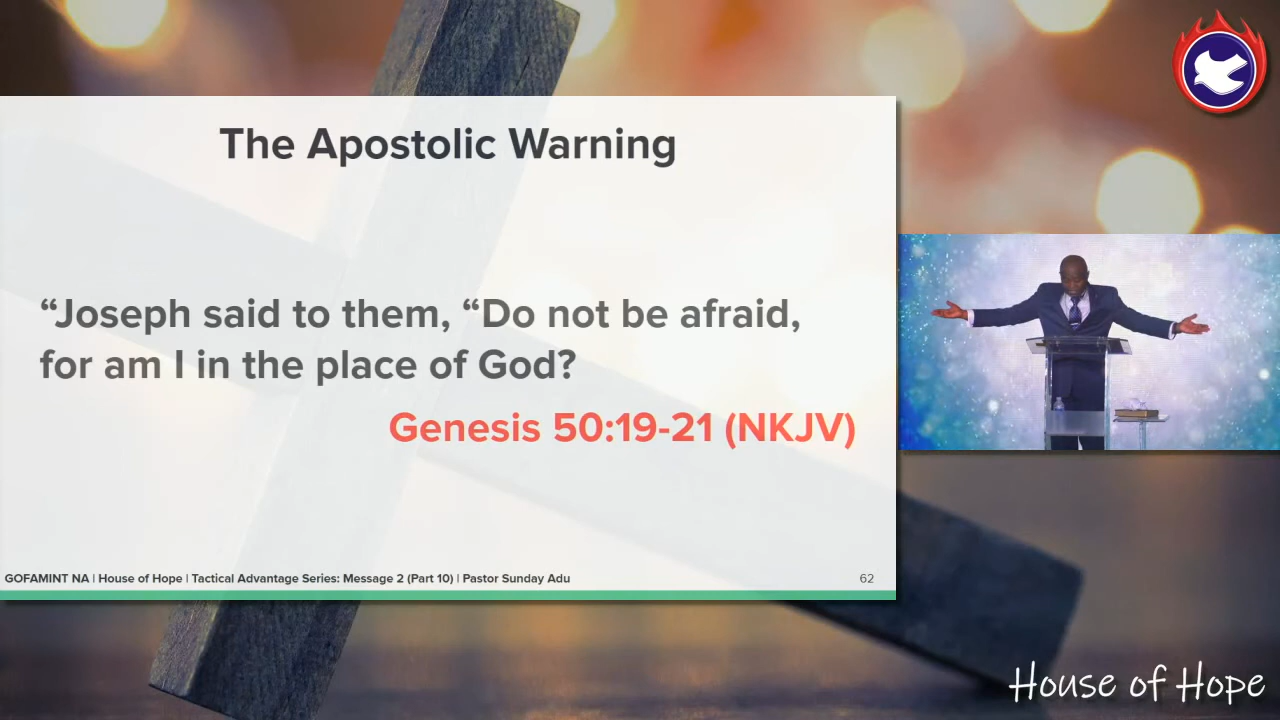 The Apostolic Warning
“Joseph said to them, “Do not be afraid,
for am I in the place of God?
Genesis 50:19-21 (NKJV)
GOFAMINT NA | House of Hope | Tactical Advantage Series: Message 2 (Part 10) | Pastor Sunday Adu
62
House of Hope